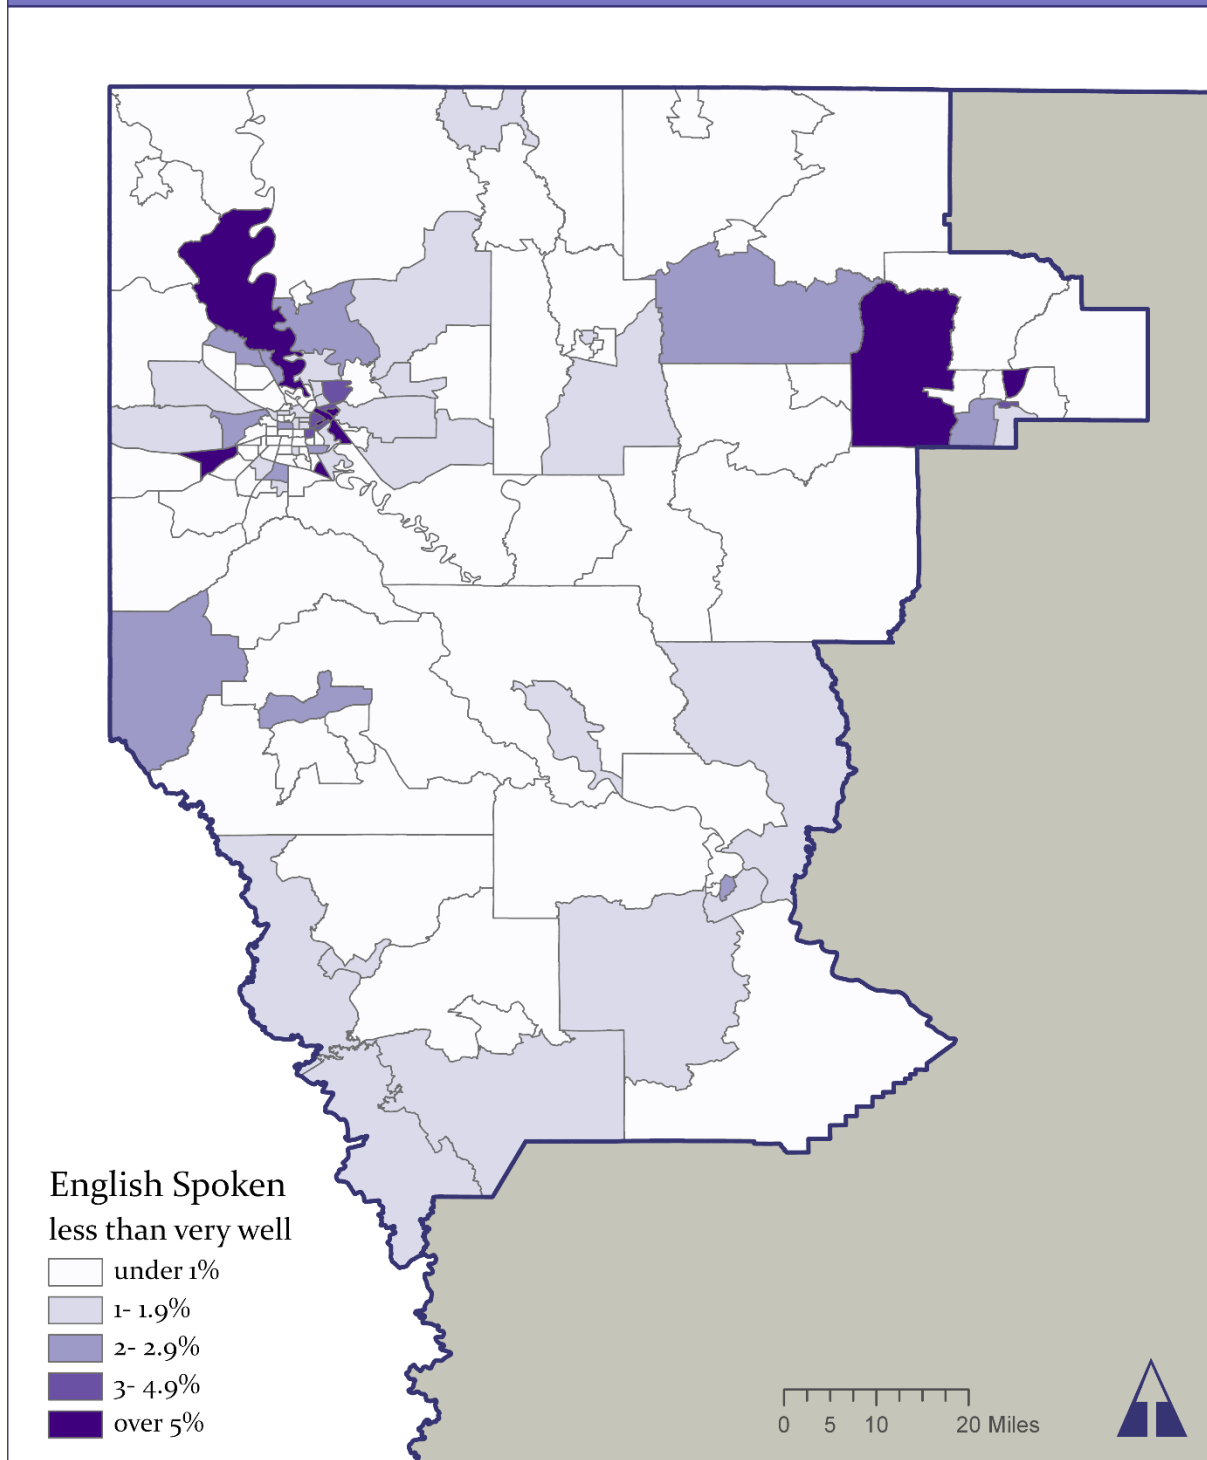 English Spoken
less than very well
under 1%
1- 1.9%
2- 2.9%
3- 4.9%
over 5%
0 5 10 20 Miles